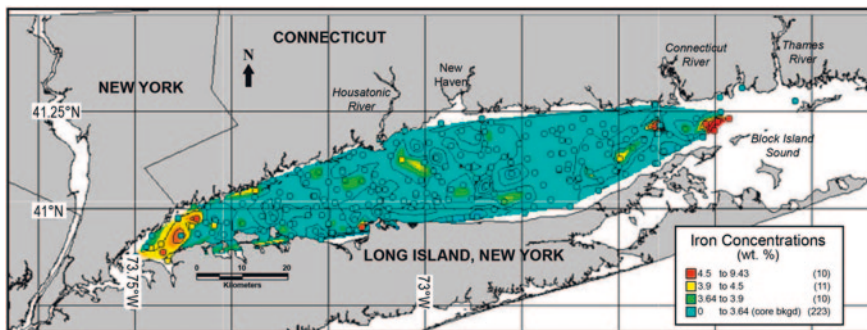 CONNECTICUT
NEW YORK
N
Housatonic
River
New
Haven
Connecticut
River
Thames
River
41.25°
41°N
Block Island
Sound
LONG ISLAND, NEW YORK
73.75°W
73°W
0 10 20
Kilometers
Iron Concentrations
(wt. %)
4.5 to 9.43 (10)
3.9 to 4.5 (11)
3.64 to 3.9 (10)
0 to 3.64 (core bkgd) (223)